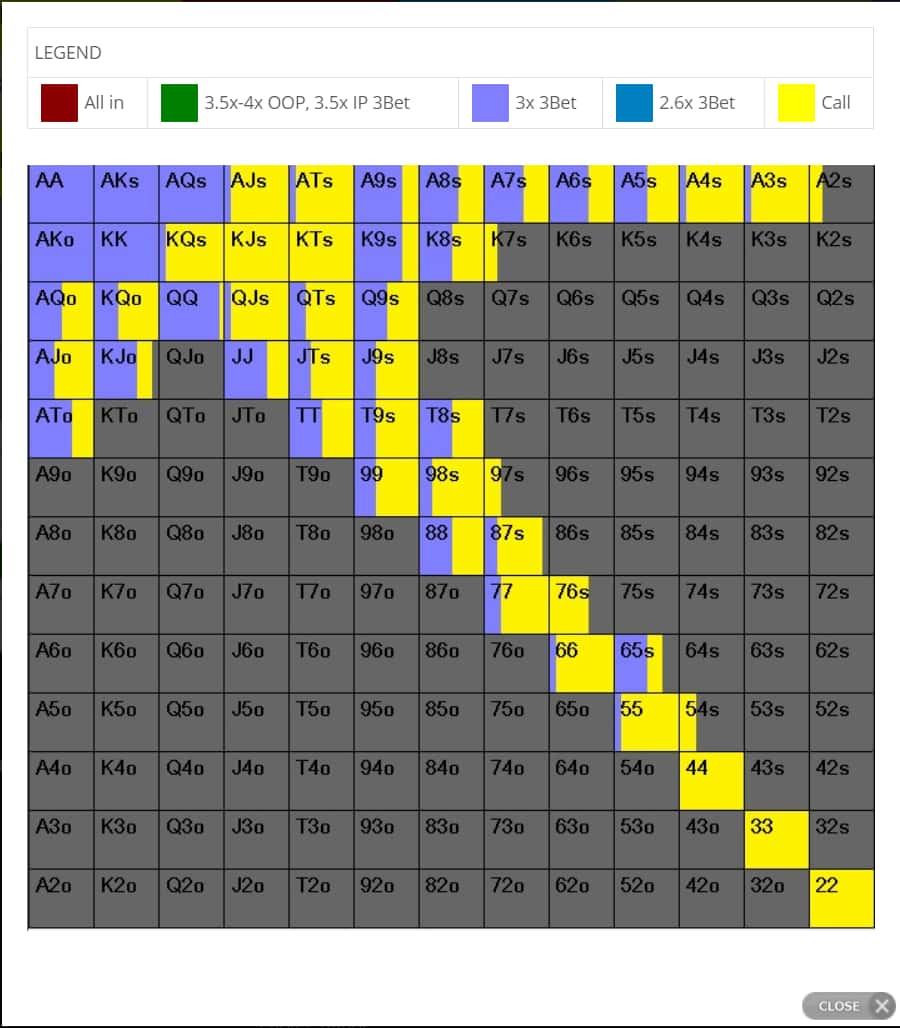 LEGEND
All in 3.5x-4x OOP, 3.5x IP 3Bet 3x 3Bet 2.6x 3Bet Call
AA AKs AQs AJs ATs A9s A8s A7s A6s A5s A4s A3s A2s
AKo KK KQs KJs KTs K9s K8s K7s K6s K5s K4s K3s K2s
AQo KQo QQ QJs QTs Q9s Q8s Q7s Q6s Q5s Q4s Q3s Q2s
AJo KJo QJo JJ JTs J9s J8s J7s J6s J5s J4s J3s J2s
ATo KTo QTo JTo TT T9s T8s T7s T6s T5s T4s T3s T2s
A9o K9o Q9o J9o T9o 99 98s 97s 96s 95s 94s 93s 92s
A8o K8o Q8o J8o T8o 98o 88 87s 86s 85s 84s 83s 82s
A7o K7o Q7o J7o T7o 97o 87o 77 76s 75s 74s 73s 72s
A6o K6o Q6o J6o T6o 96o 86o 76o 66 65s 64s 63s 62s
A5o K5o Q5o J5o T5o 95o 85o 75o 65o 55 54s 53s 52s
A4o K4o Q4o J4o T4o 94o 84o 74o 64o 54o 44 43s 42s
A3o K3o Q3o J3o T3o 93o 83o 73o 63o 53o 43o 33 32s
A2o K2o Q2o J2o T2o 92o 82o 72o 62o 52o 42o 32o 22
CLOSE